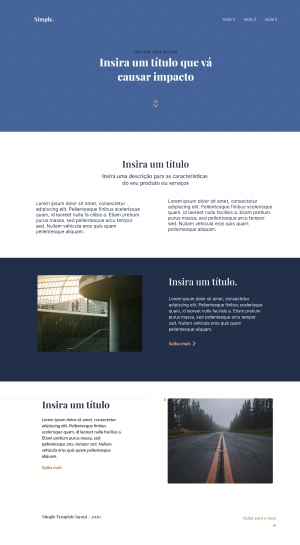 Simple.
seção 1 seção 2 seção 3
INSIRA SEU NOME
Insira um título que vá
causar impacto
Insira um título
Insira uma descrição para as características
do seu produto ou serviços
Lorem ipsum dolor sit amet, consectetur
adipiscing elit. Pellentesque finibus scelerisque
quam, id laoreet nulla fa cilisis a. Etiam pretium
purus massa, sed pellentesque arcu tempor
et. Nullam vehicula eros quis quam
pellentesque aliquam.
Lorem ipsum dolor sit amet, consectetur
adipiscing elit. Pellentesque finibus scelerisque
quam, id laoreet nulla facilisis a. Etiam pretium
purus massa, sed pellentesque arcu tempor
et. Nullam vehicula eros quis quam
pellentesque aliquam.
Insira um título.
Lorem ipsum dolor sit amet, consectetur
adipiscing elit. Pellentesque finibus scelerisque
quam, id laoreet nulla facilisis a. Etiam pretium
purus massa, sed pellentesque arcu tempor
et. Nullam vehicula eros quis quam
pellentesque aliquam.
Saiba mais
Insira um título
Lorem ipsum dolor sit amet, consectetur
adipiscing elit. Pellentesque finibus scelerisque
quam, id laoreet nulla facilisis a. Etiam pretium
purus massa, sed pellentesque arcu tempor
et. Nullam vehicula eros quis quam pellentesque
aliquam.
Saiba mais
Simple Template layout - 2020
Voltar para o topo